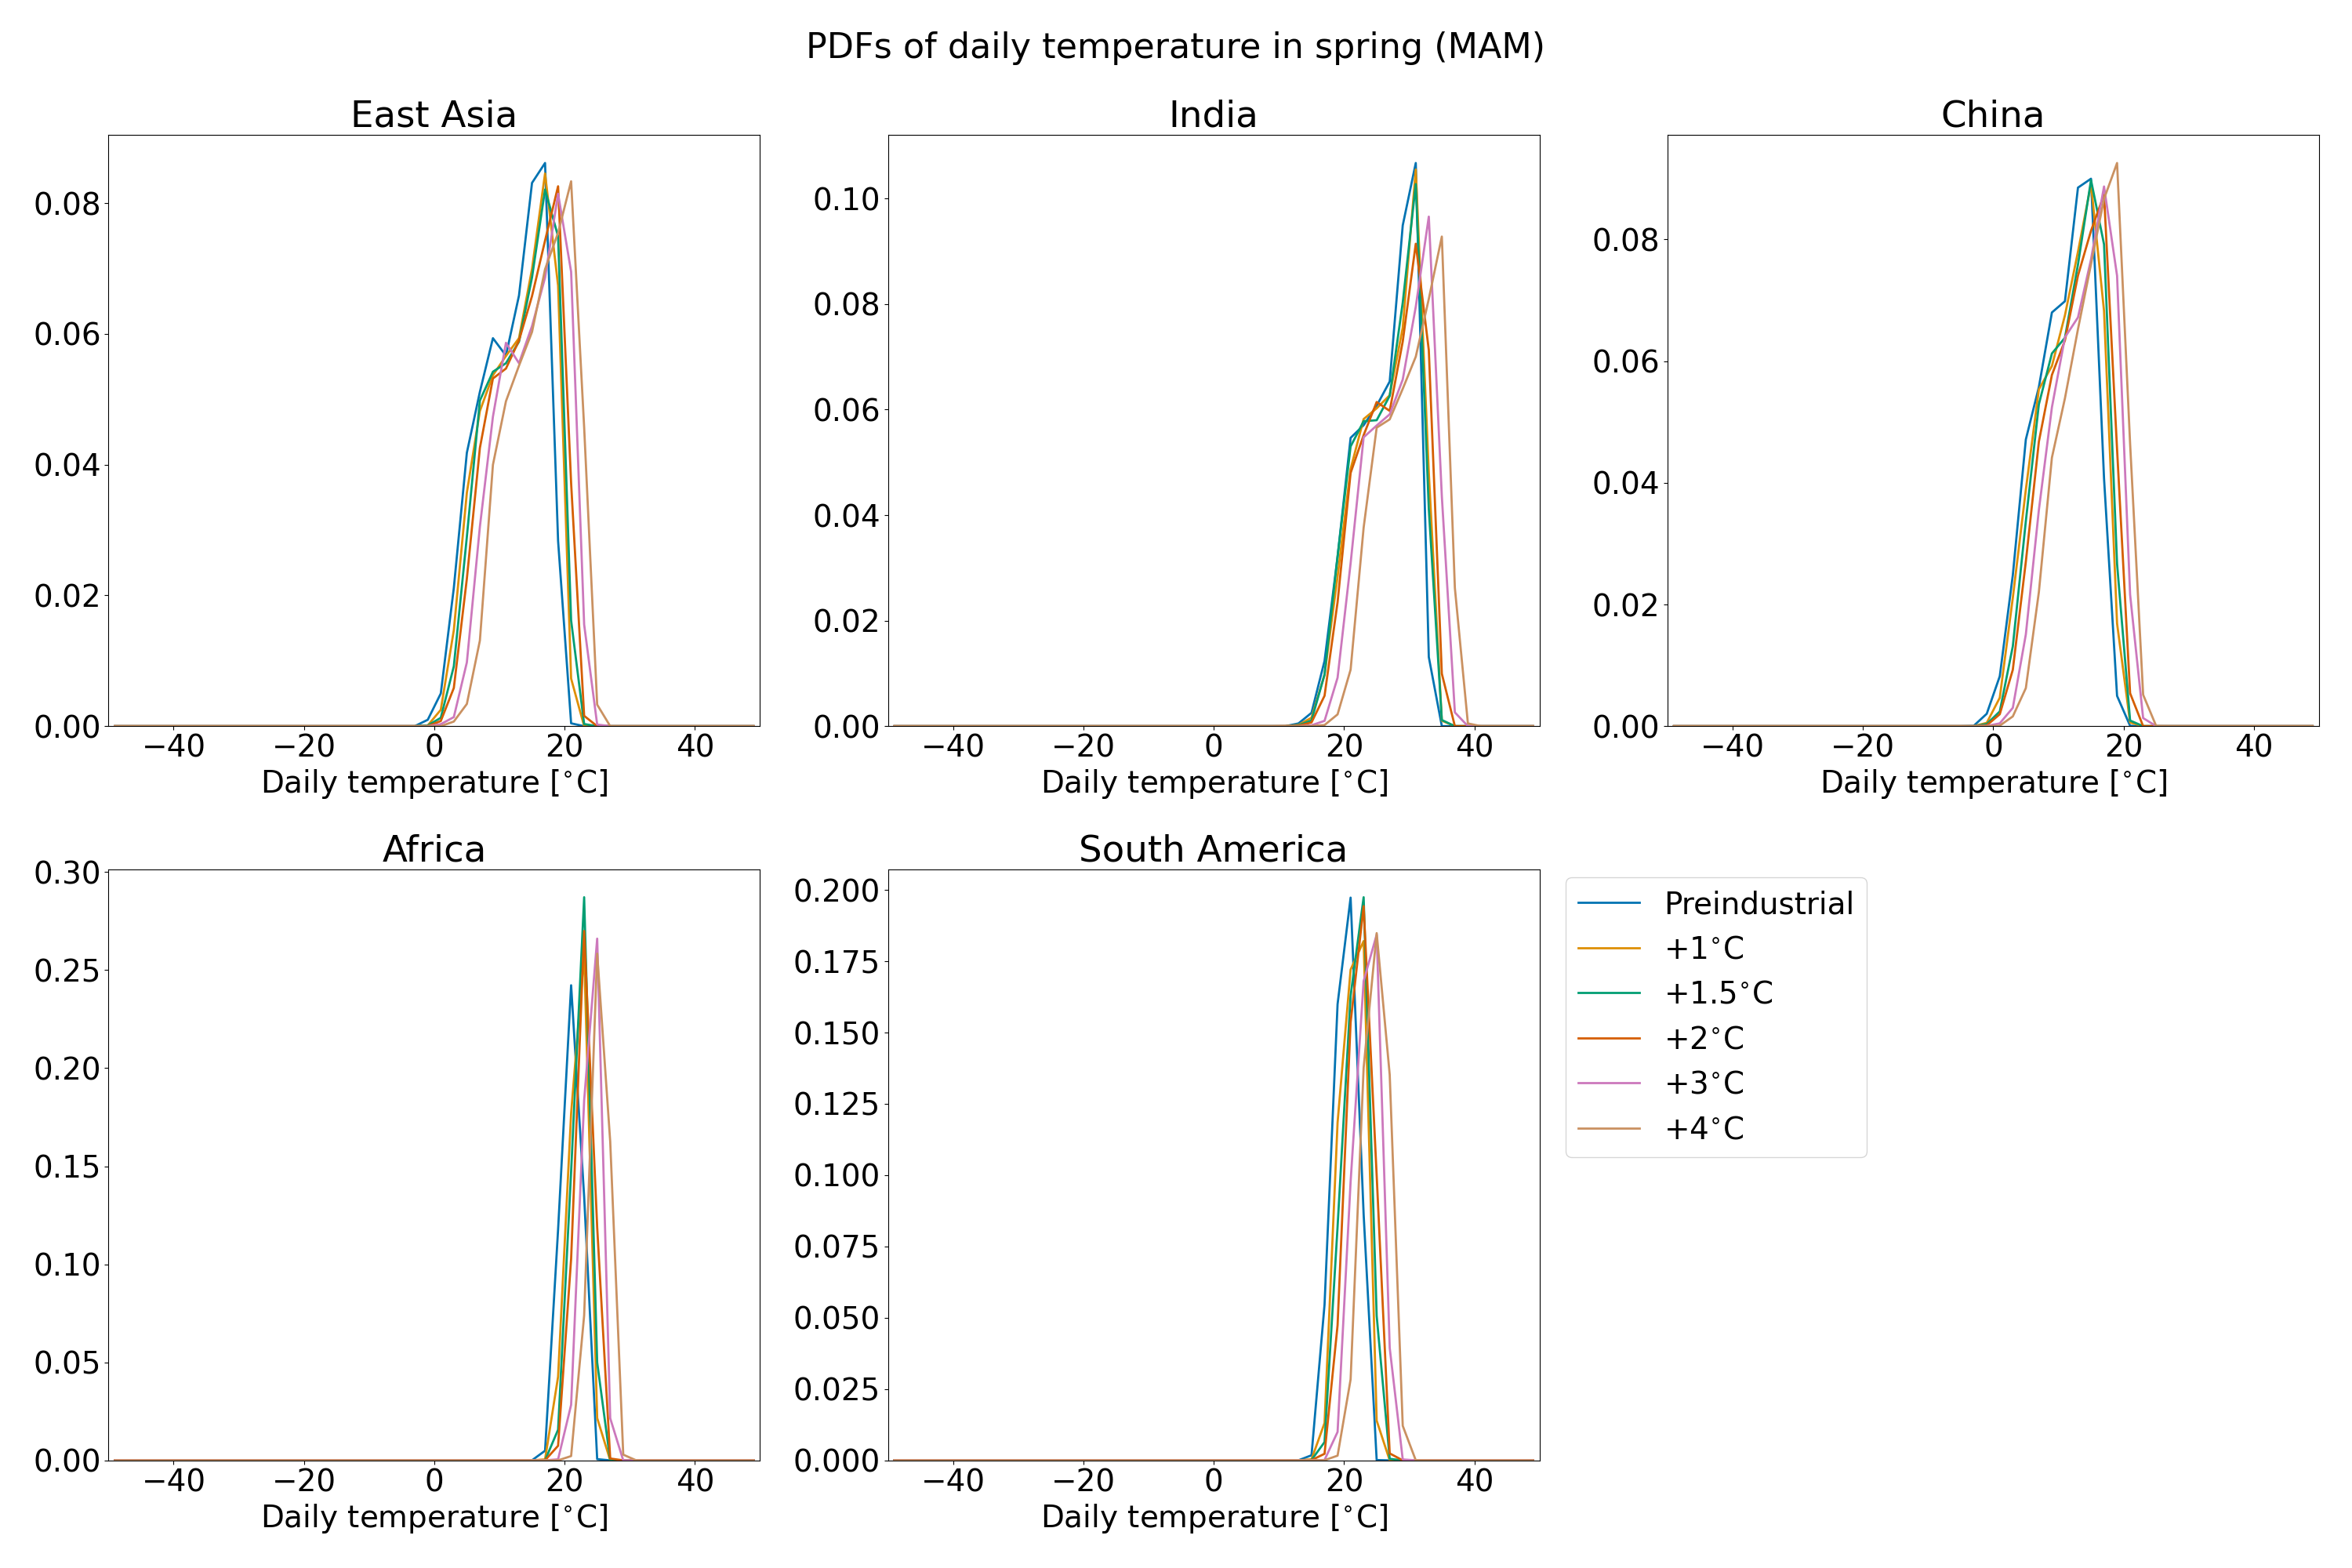 PDFs of daily temperature in spring (MAM)
East Asia
0.08
0.06
0.04
0.02
0.00
−40 −20 0 20 40
Daily temperature [°C]
India
0.10
0.08
0.06
0.04
0.02
0.00
−40 −20 0 20 40
Daily temperature [°C]
China
0.08
0.06
0.04
0.02
0.00
−40 −20 0 20 40
Daily temperature [°C]
Africa
0.30
0.25
0.20
0.15
0.10
0.05
0.00
−40 −20 0 20 40
Daily temperature [°C]
South America
0.200
0.175
0.150
0.125
0.100
0.075
0.050
0.025
0.000
−40 −20 0 20 40
Daily temperature [°C]
Preindustrial
+1°C
+1.5°C
+2°C
+3°C
+4°C